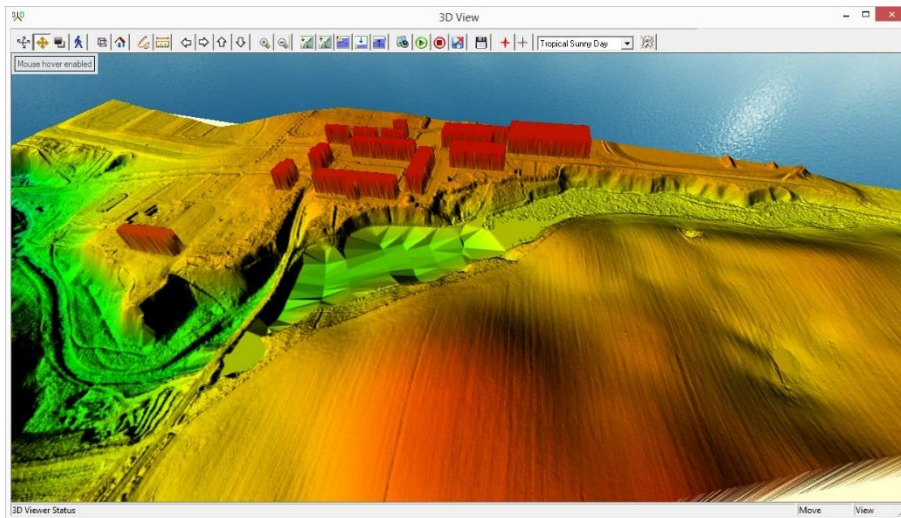 3D View
Tropical Sunny Day
Mouse hover enabled
3D Viewer Status
Move
View